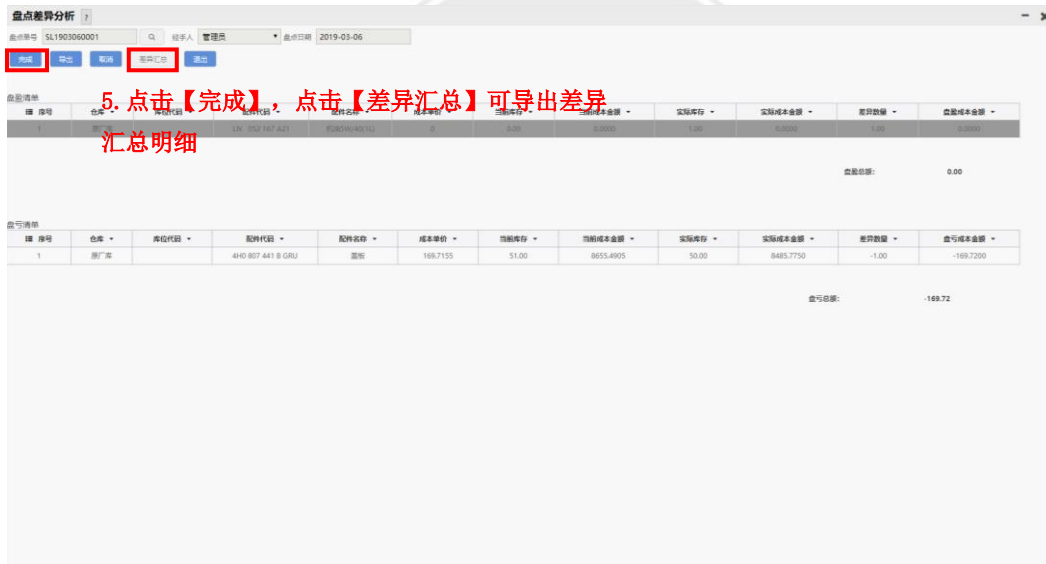 盘点差异分析 ?
盘点单号 SL1903060001 经手人 管理员 盘点日期 2019-03-06
完成 导出 取消 差异汇总 退出
5. 点击【完成】，点击【差异汇总】可导出差异
汇总明细
盘盈清单
序号 仓库 库位代码 配件代码 配件名称 成本单价 当前库存 当前成本金额 实际库存 实际成本金额 差异数量 盘盈成本金额
1 LN 052 167 A21 0 0.00 0.0000 1.00 0.0000 1.00 0.0000
盘盈总额: 0.00
盘亏清单
序号 仓库 库位代码 配件代码 配件名称 成本单价 当前库存 当前成本金额 实际库存 实际成本金额 差异数量 盘亏成本金额
1 原厂库 4H0 807 441 B GRU 盖板 169.7155 51.00 8655.4905 50.00 8485.7750 -1.00 -169.7200
盘亏总额: -169.72